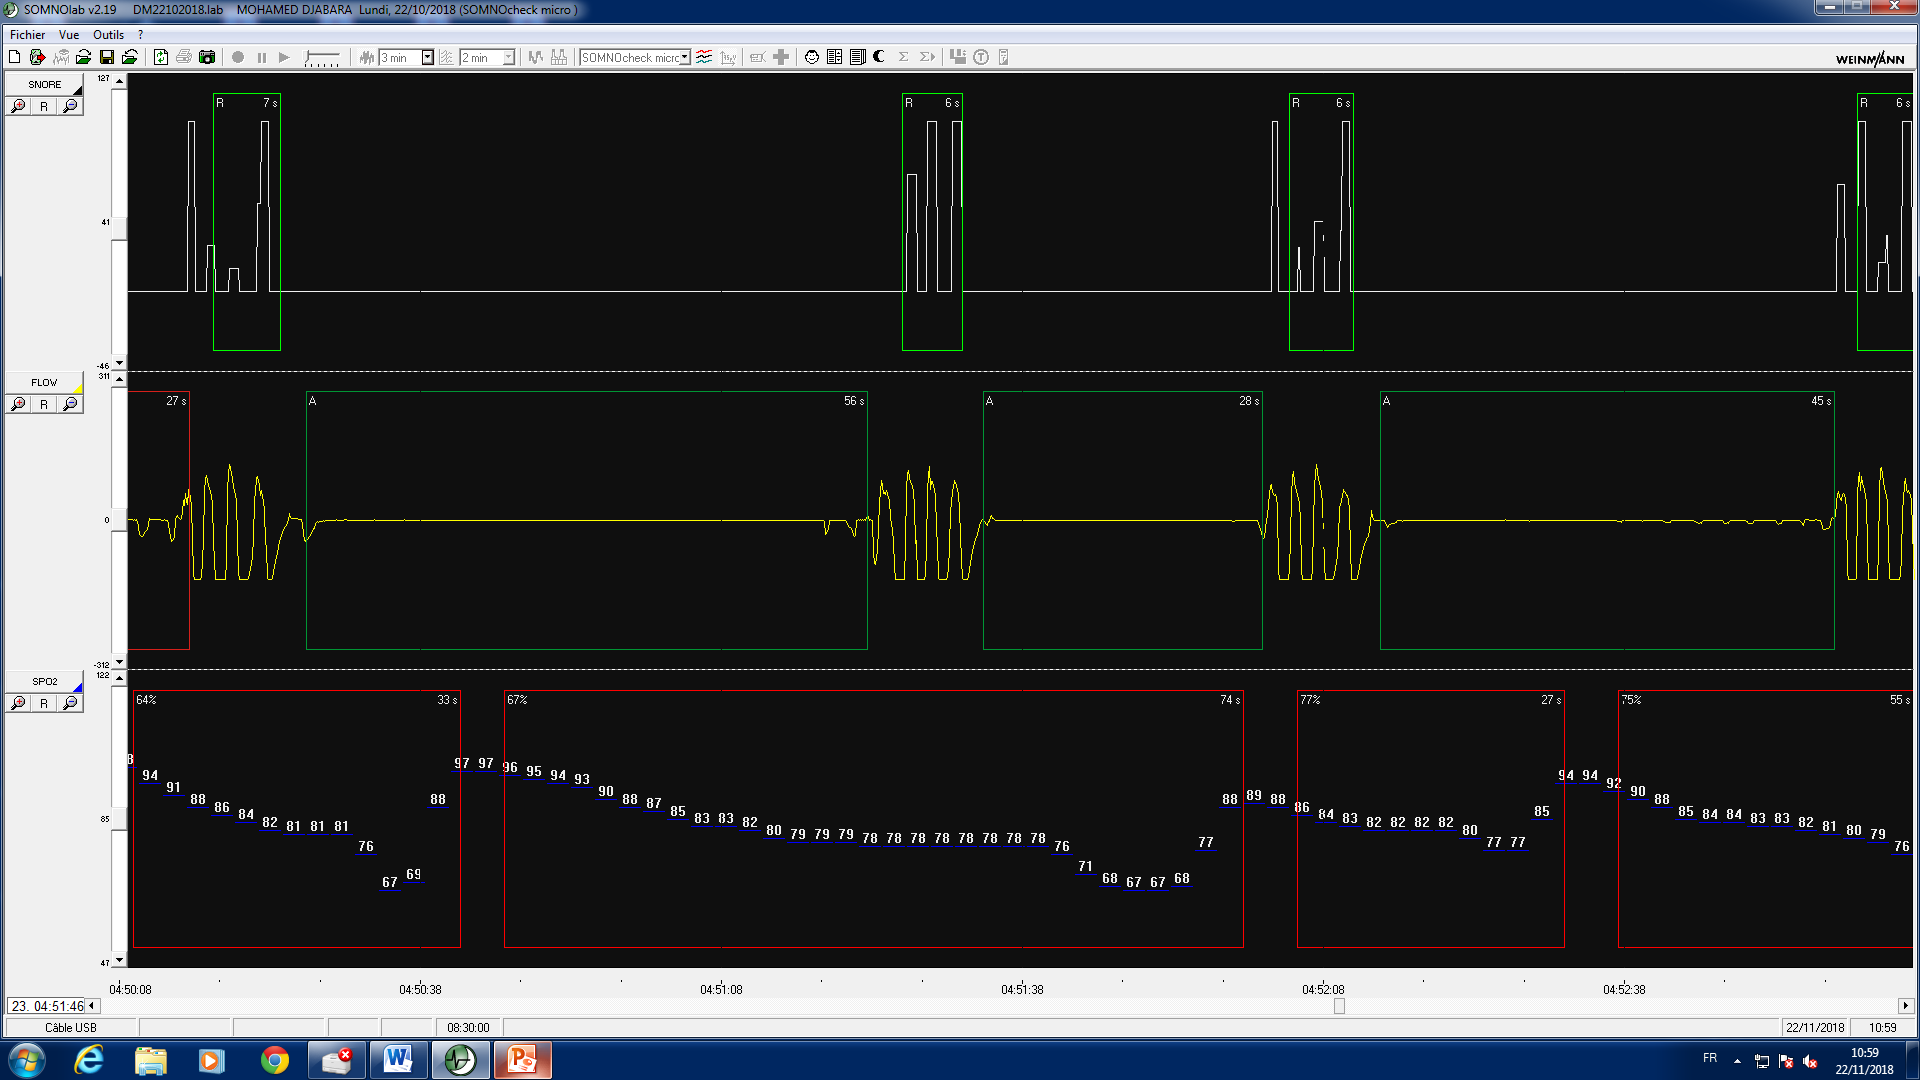 SOMNOlab v2.19 DM22102018.lab MOHAMED DJABARA Lundi, 22/10/2018 (SOMNOcheck micro )
Fichier Vue Outils ?
3 min 2 min SOMNOcheck micro
WEINMANN
SNORE 127
R
41
-46
R 7 s R 6 s R 6 s R 6 s
FLOW 311
R
0
-312
27 s A 56 s A 28 s A 45 s
SPO2 122
R
85
47
64% 33 s 67% 74 s 77% 27 s 75% 55 s
94 91 88 86 84 82 81 81 81 76 67 69 88 97 97 96 95 94 93 90 88 87 85 83 83 82 80 79 79 79 78 78 78 78 78 78 78 78 76 71 68 67 67 68 77 88 89 88 86 84 83 82 82 82 82 80 77 77 85 94 94 92 90 88 85 84 84 83 83 82 81 80 79 76
04:50:08 04:50:38 04:51:08 04:51:38 04:52:08 04:52:38
23. 04:51:46
Câble USB 08:30:00 22/11/2018 10:59
FR 10:59
22/11/2018